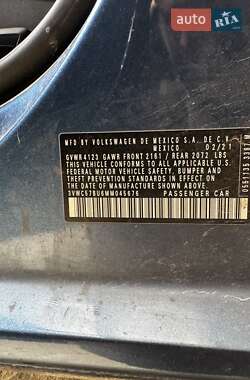 AUTO RIA
MFD BY VOLKSWAGEN DE MEXICO S.A. DE C.V.
MEXICO 02/21
GVWR 4123 GAWR FRONT 2161 / REAR 2072 LBS
THIS VEHICLE CONFORMS TO ALL APPLICABLE U.S.
FEDERAL MOTOR VEHICLE SAFETY, BUMPER AND
THEFT PREVENTION STANDARDS IN EFFECT ON THE
DATE OF MANUFACTURE SHOWN ABOVE
3VWC57BU6MM045676 PASSENGER CAR